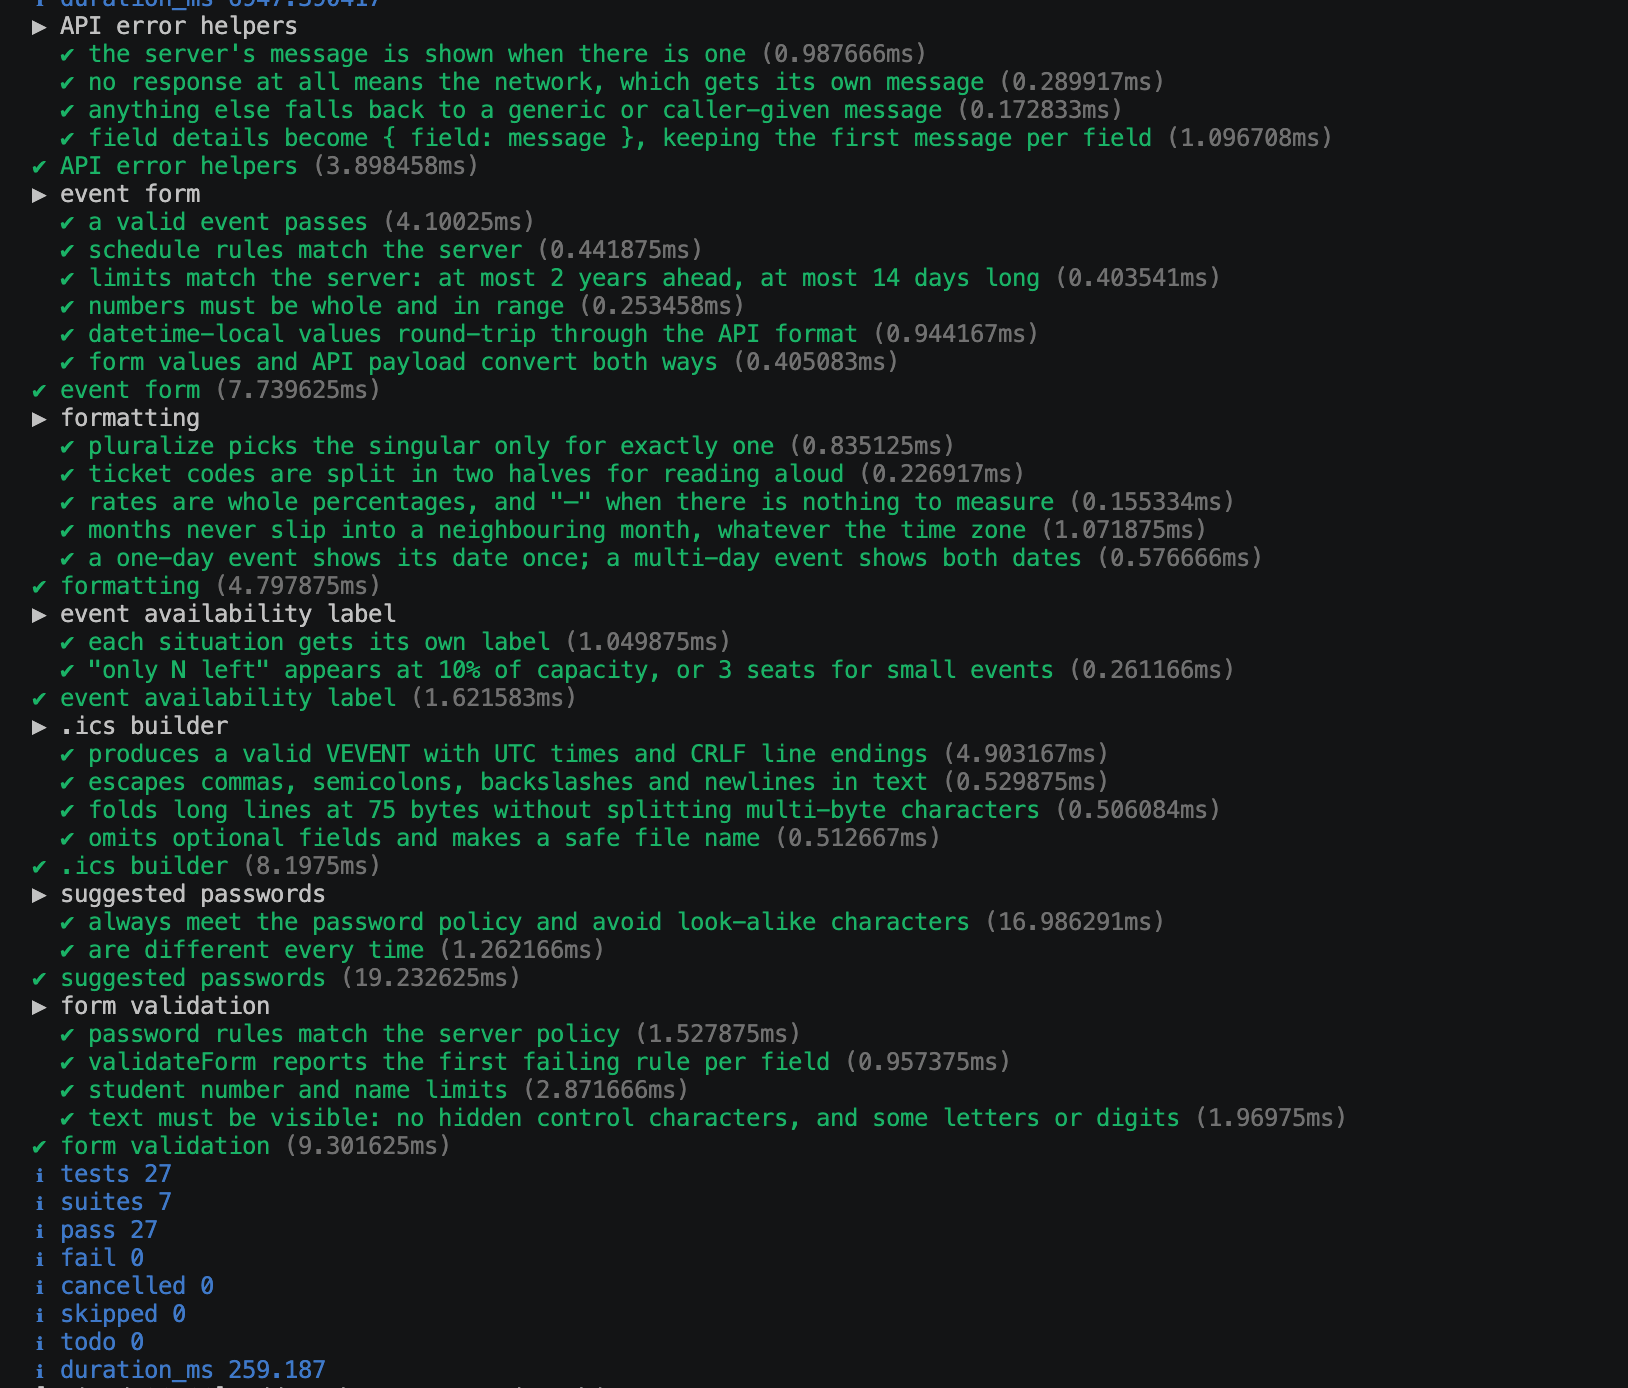 ▶ API error helpers
✔ the server's message is shown when there is one (0.987666ms)
✔ no response at all means the network, which gets its own message (0.289917ms)
✔ anything else falls back to a generic or caller-given message (0.172833ms)
✔ field details become { field: message }, keeping the first message per field (1.096708ms)
✔ API error helpers (3.898458ms)
▶ event form
✔ a valid event passes (4.10025ms)
✔ schedule rules match the server (0.441875ms)
✔ limits match the server: at most 2 years ahead, at most 14 days long (0.403541ms)
✔ numbers must be whole and in range (0.253458ms)
✔ datetime-local values round-trip through the API format (0.944167ms)
✔ form values and API payload convert both ways (0.405083ms)
✔ event form (7.739625ms)
▶ formatting
✔ pluralize picks the singular only for exactly one (0.835125ms)
✔ ticket codes are split in two halves for reading aloud (0.226917ms)
✔ rates are whole percentages, and "—" when there is nothing to measure (0.155334ms)
✔ months never slip into a neighbouring month, whatever the time zone (1.071875ms)
✔ a one-day event shows its date once; a multi-day event shows both dates (0.576666ms)
✔ formatting (4.797875ms)
▶ event availability label
✔ each situation gets its own label (1.049875ms)
✔ "only N left" appears at 10% of capacity, or 3 seats for small events (0.261166ms)
✔ event availability label (1.621583ms)
▶ .ics builder
✔ produces a valid VEVENT with UTC times and CRLF line endings (4.903167ms)
✔ escapes commas, semicolons, backslashes and newlines in text (0.529875ms)
✔ folds long lines at 75 bytes without splitting multi-byte characters (0.506084ms)
✔ omits optional fields and makes a safe file name (0.512667ms)
✔ .ics builder (8.1975ms)
▶ suggested passwords
✔ always meet the password policy and avoid look-alike characters (16.986291ms)
✔ are different every time (1.262166ms)
✔ suggested passwords (19.232625ms)
▶ form validation
✔ password rules match the server policy (1.527875ms)
✔ validateForm reports the first failing rule per field (0.957375ms)
✔ student number and name limits (2.871666ms)
✔ text must be visible: no hidden control characters, and some letters or digits (1.96975ms)
✔ form validation (9.301625ms)
ℹ tests 27
ℹ suites 7
ℹ pass 27
ℹ fail 0
ℹ cancelled 0
ℹ skipped 0
ℹ todo 0
ℹ duration_ms 259.187